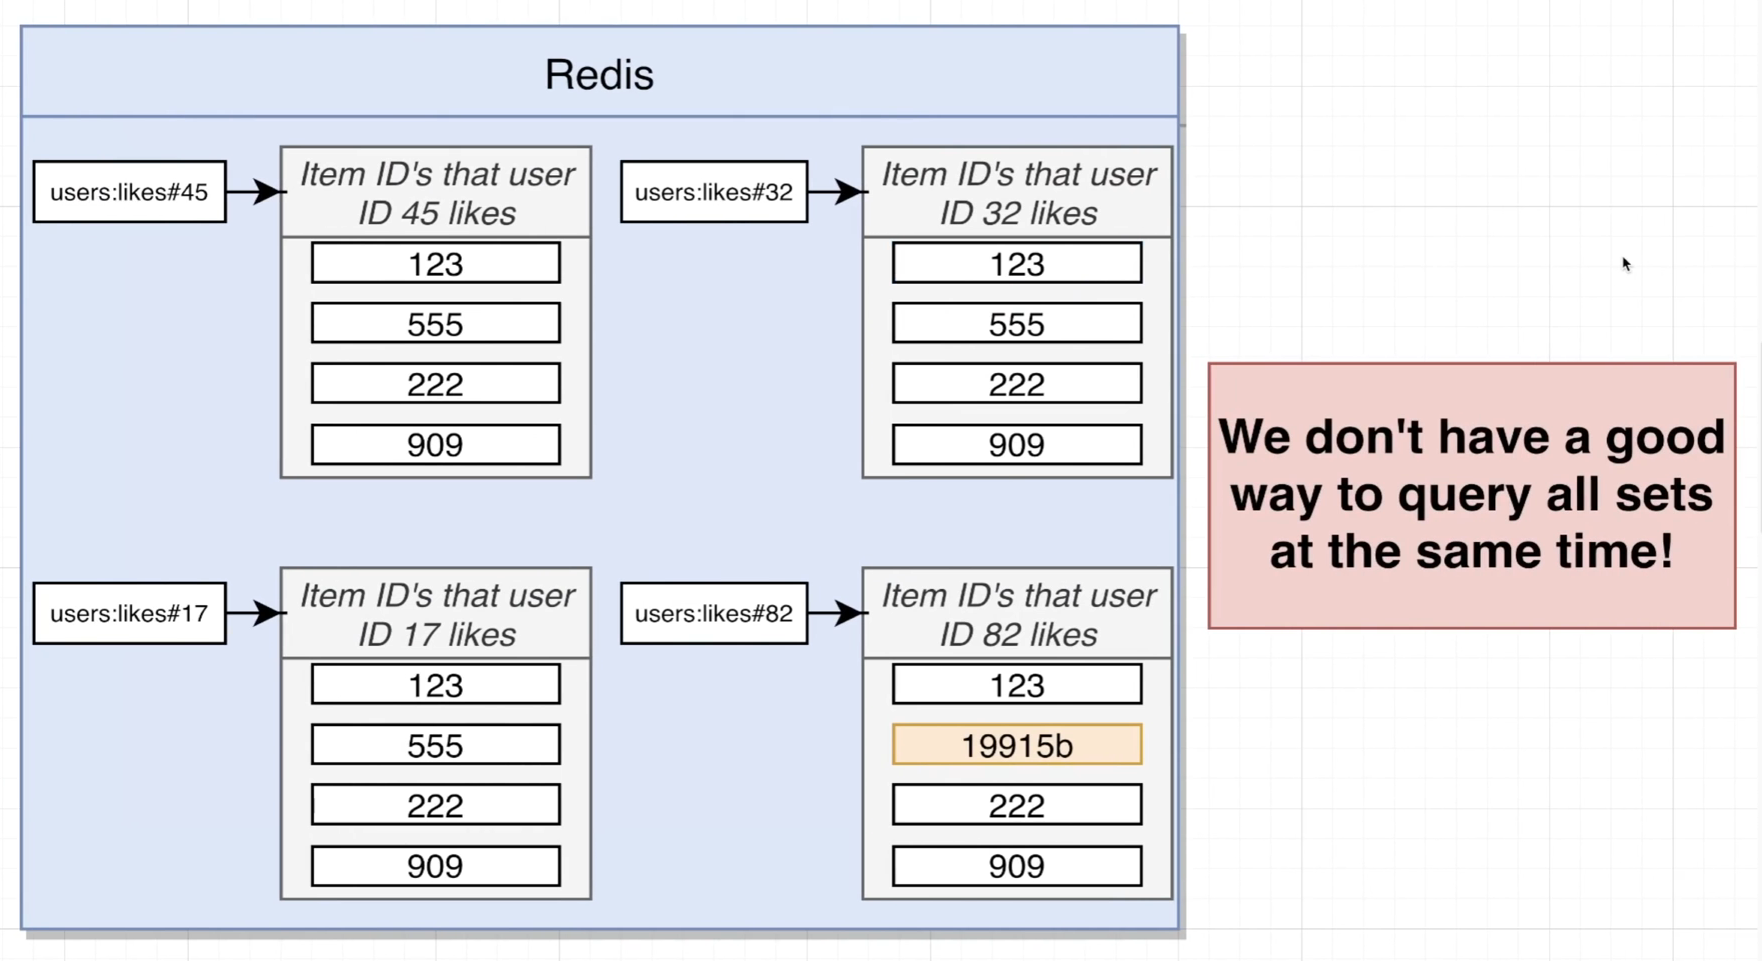 Redis
users:likes#45
Item ID's that user
ID 45 likes
123
555
222
909
users:likes#32
Item ID's that user
ID 32 likes
123
555
222
909
We don't have a good
way to query all sets
at the same time!
users:likes#17
Item ID's that user
ID 17 likes
123
555
222
909
users:likes#82
Item ID's that user
ID 82 likes
123
19915b
222
909